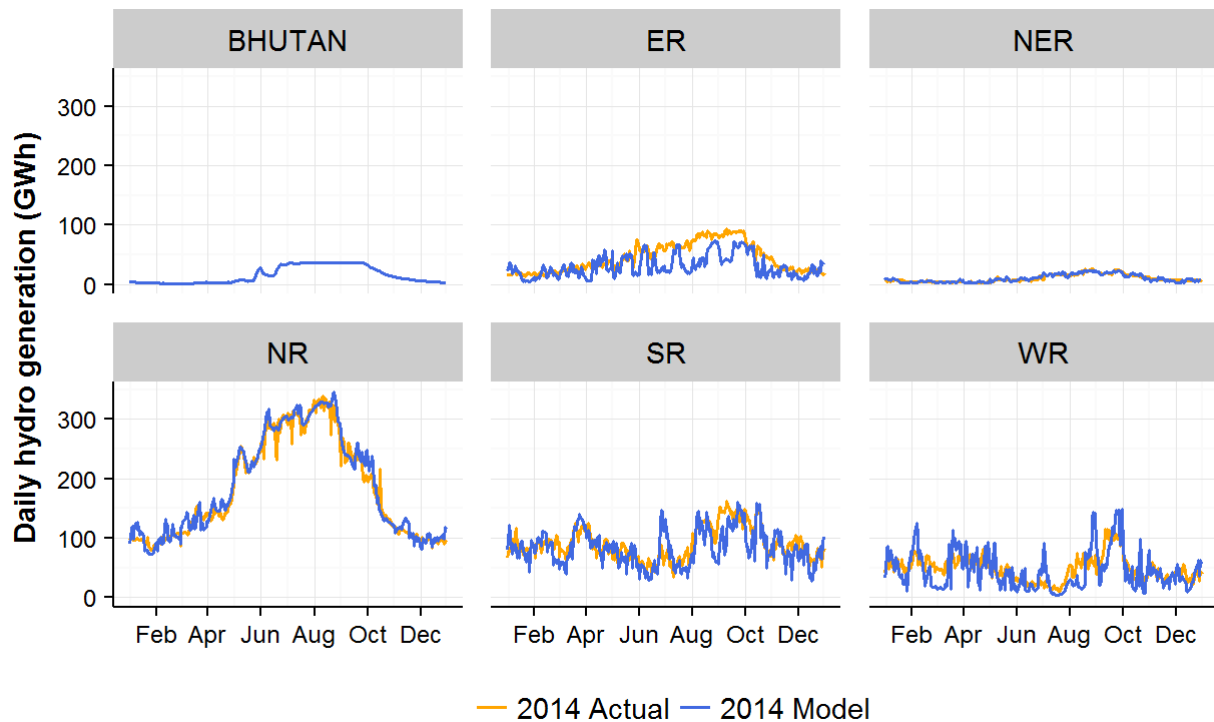 BHUTAN ER NER
300
200
100
0
NR SR WR
300
200
100
0
Daily hydro generation (GWh)
Feb Apr Jun Aug Oct Dec Feb Apr Jun Aug Oct Dec Feb Apr Jun Aug Oct Dec
2014 Actual 2014 Model